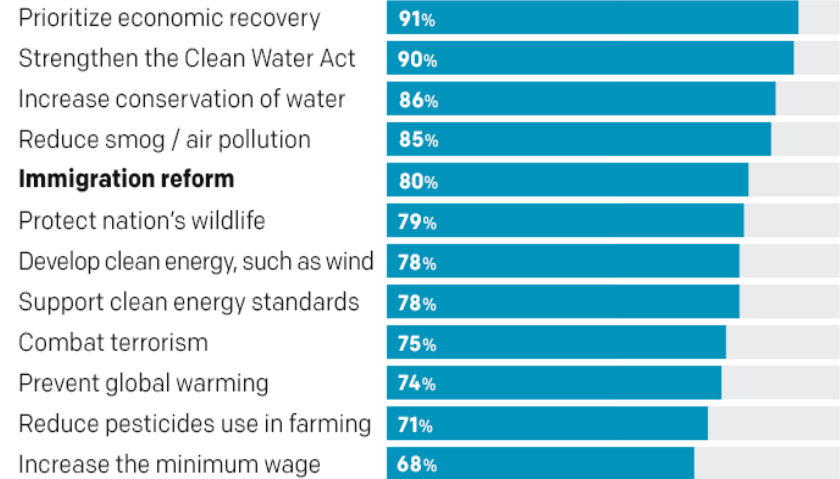 Prioritize economic recovery 91%
Strengthen the Clean Water Act 90%
Increase conservation of water 86%
Reduce smog / air pollution 85%
Immigration reform 80%
Protect nation's wildlife 79%
Develop clean energy, such as wind 78%
Support clean energy standards 78%
Combat terrorism 75%
Prevent global warming 74%
Reduce pesticides use in farming 71%
Increase the minimum wage 68%